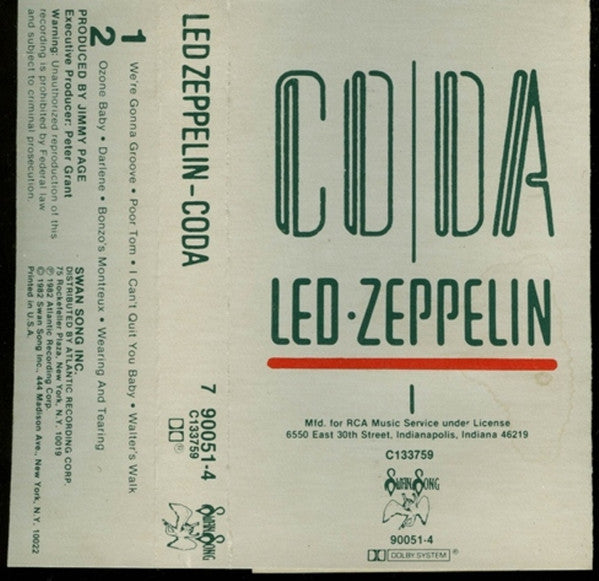 CODA
LED·ZEPPELIN
Mfd. for RCA Music Service under License
6550 East 30th Street, Indianapolis, Indiana 46219
C133759
SWAN SONG
90051-4
DOLBY SYSTEM ®
LED ZEPPELIN – CODA
7 90051-4
C133759
®
SWAN SONG
1 We're Gonna Groove • Poor Tom • I Can't Quit You Baby • Walter's Walk
2 Ozone Baby • Darlene • Bonzo's Montreux • Wearing And Tearing
PRODUCED BY JIMMY PAGE
Executive Producer: Peter Grant
Warning: Unauthorized reproduction of this
recording is prohibited by Federal law
and subject to criminal prosecution.
SWAN SONG INC.
DISTRIBUTED BY ATLANTIC RECORDING CORP.
75 Rockefeller Plaza, New York, N.Y. 10019
℗ 1982 Atlantic Recording Corp.
© 1982 Swan Song Inc., 444 Madison Ave., New York, N.Y. 10022
Printed in U.S.A.